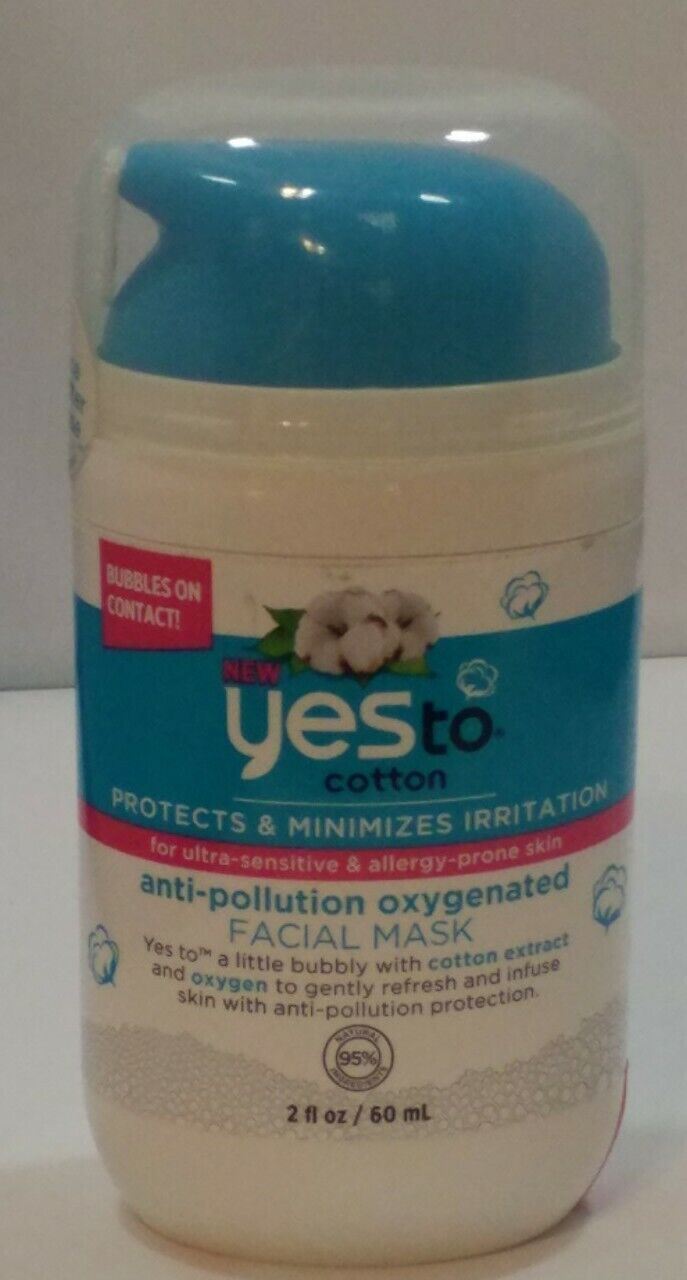 BUBBLES ON
CONTACT!
NEW
yes to®
cotton
PROTECTS & MINIMIZES IRRITATION
for ultra-sensitive & allergy-prone skin
anti-pollution oxygenated
FACIAL MASK
Yes to™ a little bubbly with cotton extract
and oxygen to gently refresh and infuse
skin with anti-pollution protection.
NATURAL
95%
INGREDIENTS
2 fl oz / 60 mL